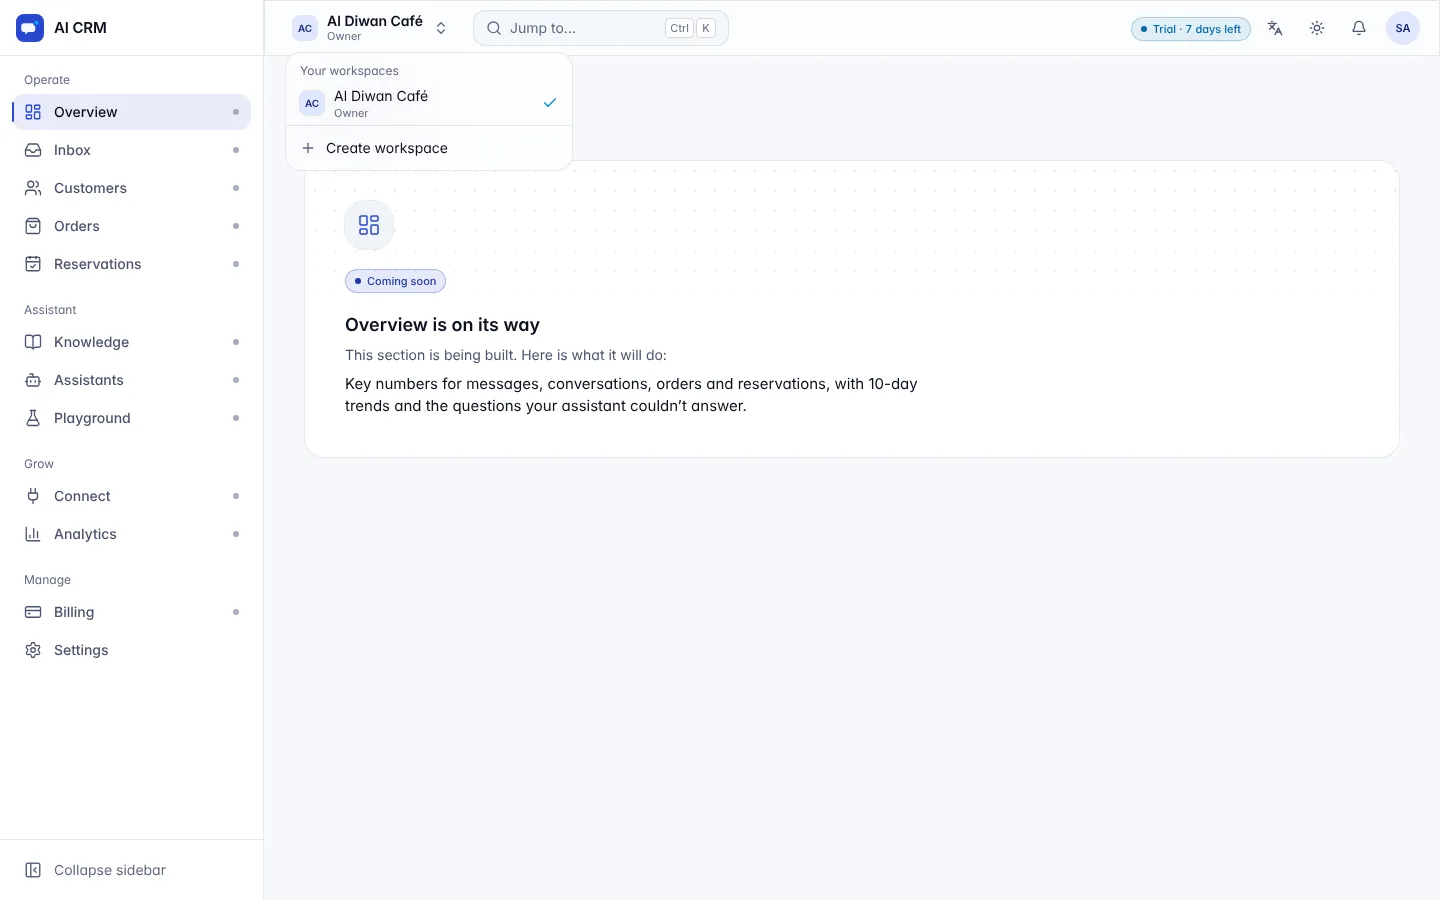 AI CRM
AC
Al Diwan Café
Owner
Jump to...
Ctrl
K
Trial · 7 days left
SA
Your workspaces
AC
Al Diwan Café
Owner
Create workspace
Operate
Overview
Inbox
Customers
Orders
Reservations
Assistant
Knowledge
Assistants
Playground
Grow
Connect
Analytics
Manage
Billing
Settings
Collapse sidebar
Coming soon
Overview is on its way
This section is being built. Here is what it will do:
Key numbers for messages, conversations, orders and reservations, with 10-day
trends and the questions your assistant couldn’t answer.